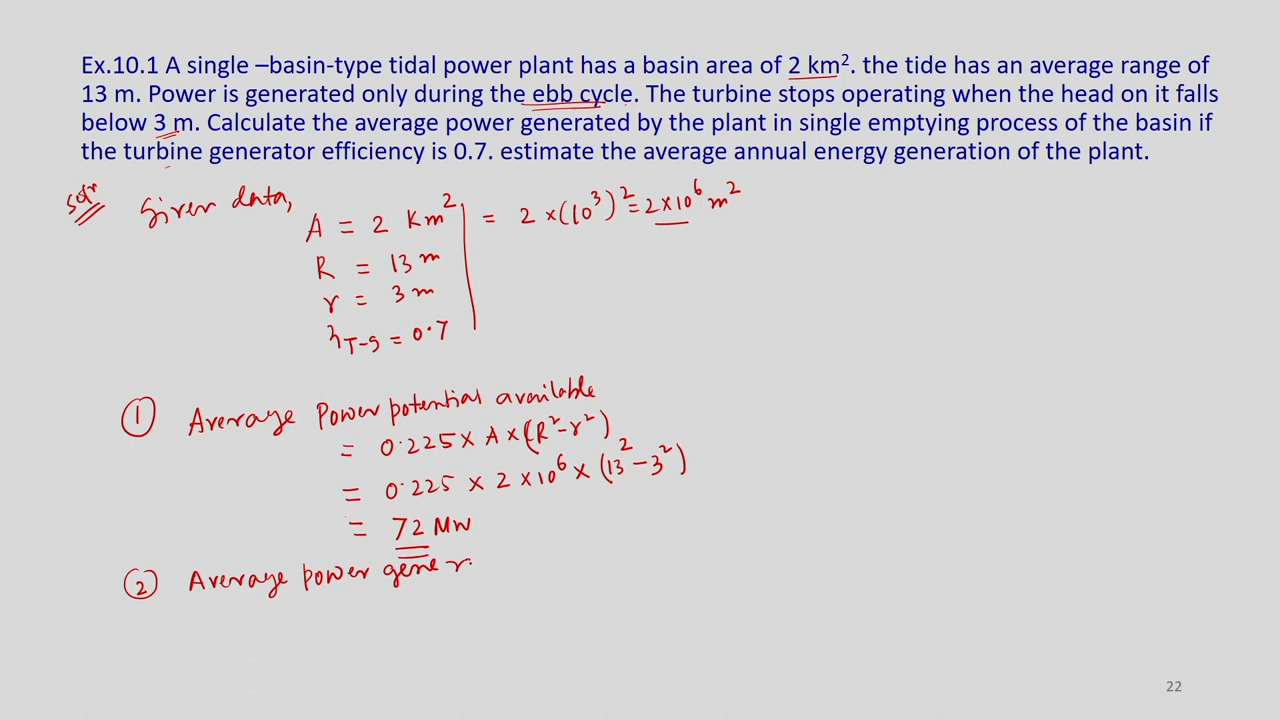 Ex.10.1 A single –basin-type tidal power plant has a basin area of 2 km². the tide has an average range of
13 m. Power is generated only during the ebb cycle. The turbine stops operating when the head on it falls
below 3 m. Calculate the average power generated by the plant in single emptying process of the basin if
the turbine generator efficiency is 0.7. estimate the average annual energy generation of the plant.
Soln Given data,
A = 2 Km² = 2 × (10³)² = 2×10⁶ m²
R = 13 m
r = 3 m
η_T-g = 0.7
① Average Power potential available
= 0.225 × A × (R² – r²)
= 0.225 × 2 × 10⁶ × (13² – 3²)
= 72 MW
② Average power gener
22